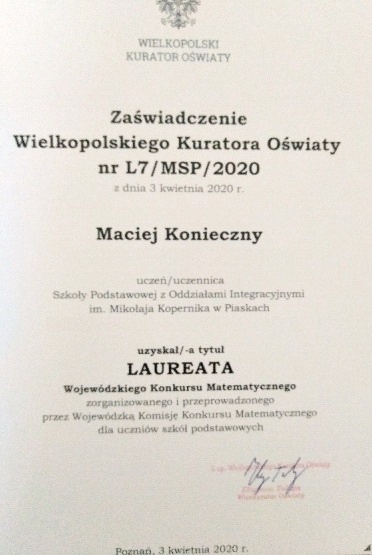 WIELKOPOLSKI
KURATOR OŚWIATY
Zaświadczenie
Wielkopolskiego Kuratora Oświaty
nr L7/MSP/2020
z dnia 3 kwietnia 2020 r.
Maciej Konieczny
uczeń/uczennica
Szkoły Podstawowej z Oddziałami Integracyjnymi
im. Mikołaja Kopernika w Piaskach
uzyskał/-a tytuł
LAUREATA
Wojewódzkiego Konkursu Matematycznego
zorganizowanego i przeprowadzonego
przez Wojewódzką Komisję Konkursu Matematycznego
dla uczniów szkół podstawowych
Wicekurator Oświaty
Poznań, 3 kwietnia 2020 r.